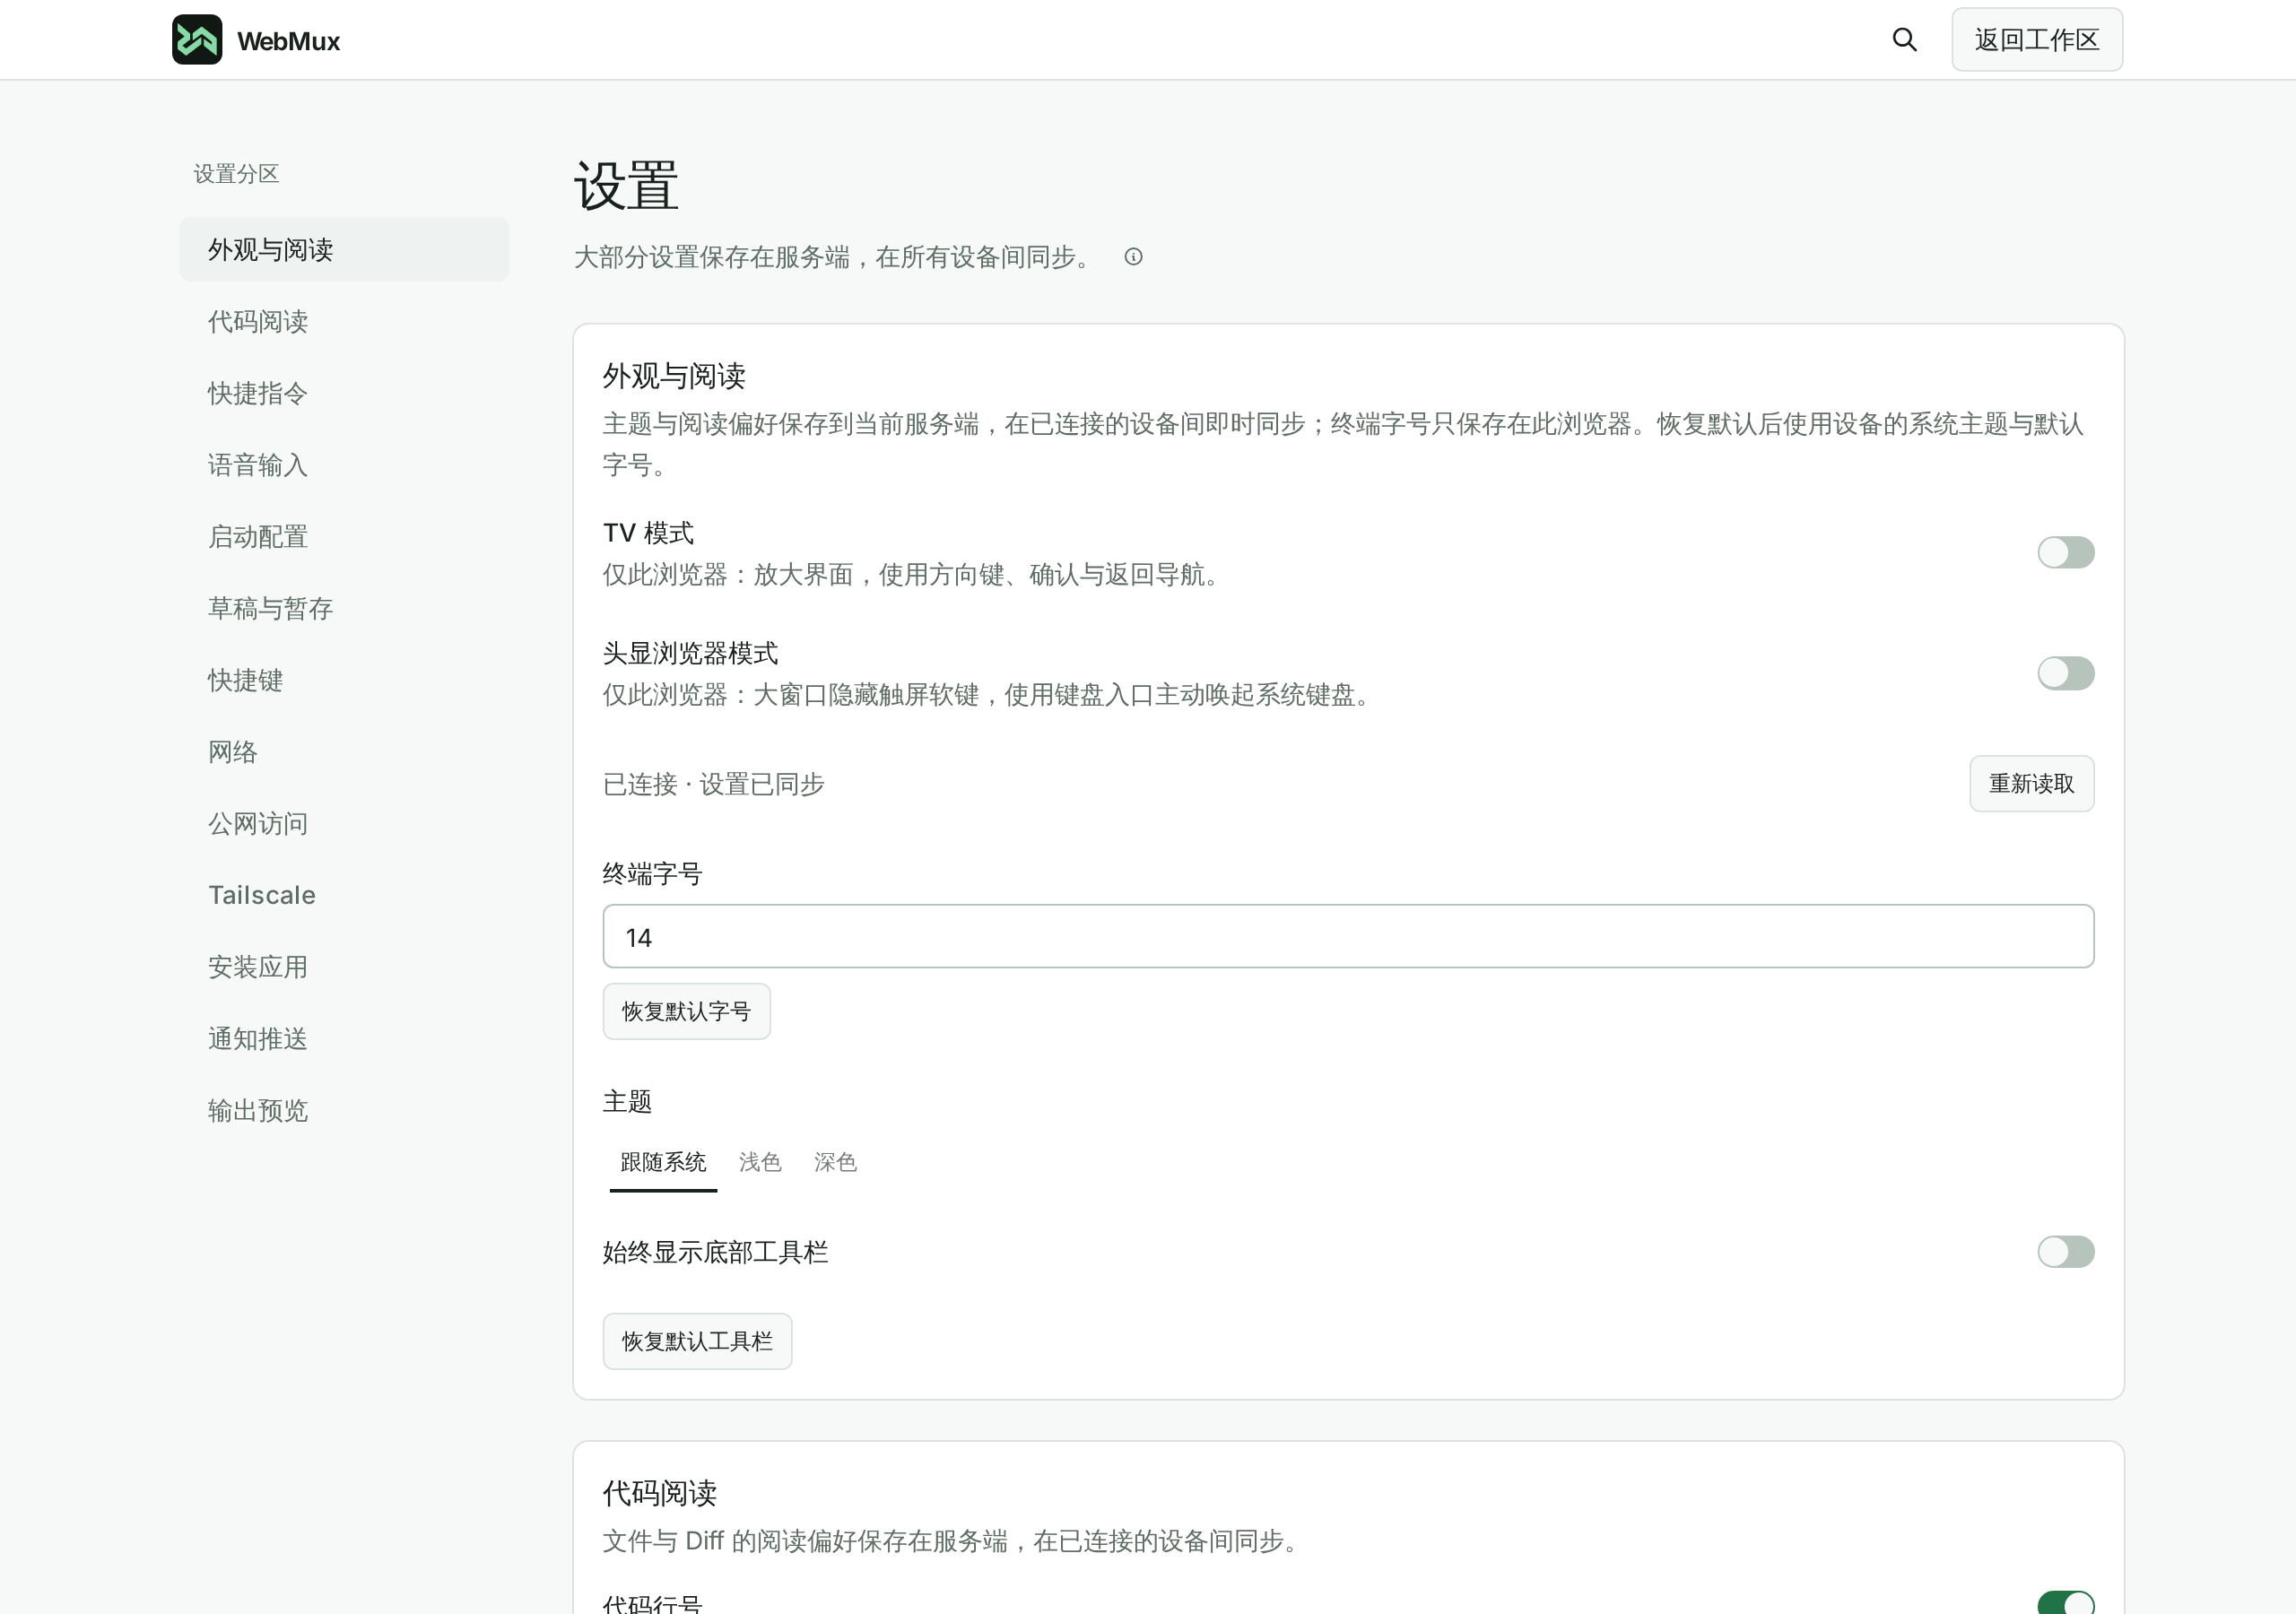 WebMux
返回工作区
设置分区
外观与阅读
代码阅读
快捷指令
语音输入
启动配置
草稿与暂存
快捷键
网络
公网访问
Tailscale
安装应用
通知推送
输出预览
设置
大部分设置保存在服务端，在所有设备间同步。
外观与阅读
主题与阅读偏好保存到当前服务端，在已连接的设备间即时同步；终端字号只保存在此浏览器。恢复默认后使用设备的系统主题与默认
字号。
TV 模式
仅此浏览器：放大界面，使用方向键、确认与返回导航。
头显浏览器模式
仅此浏览器：大窗口隐藏触屏软键，使用键盘入口主动唤起系统键盘。
已连接 · 设置已同步
重新读取
终端字号
14
恢复默认字号
主题
跟随系统 浅色 深色
始终显示底部工具栏
恢复默认工具栏
代码阅读
文件与 Diff 的阅读偏好保存在服务端，在已连接的设备间同步。
代码行号